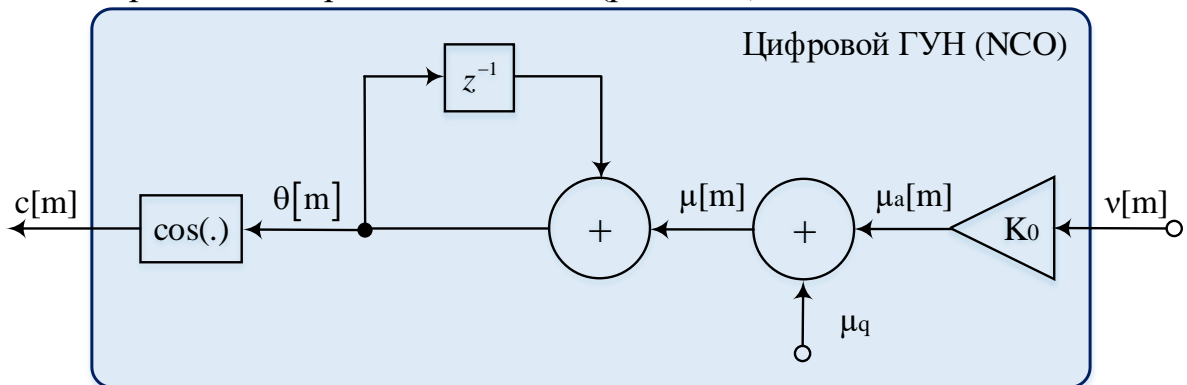 Цифровой ГУН (NCO)
z⁻¹
c[m]
cos(.)
θ[m]
+
μ[m]
+
μa[m]
K0
ν[m]
μq